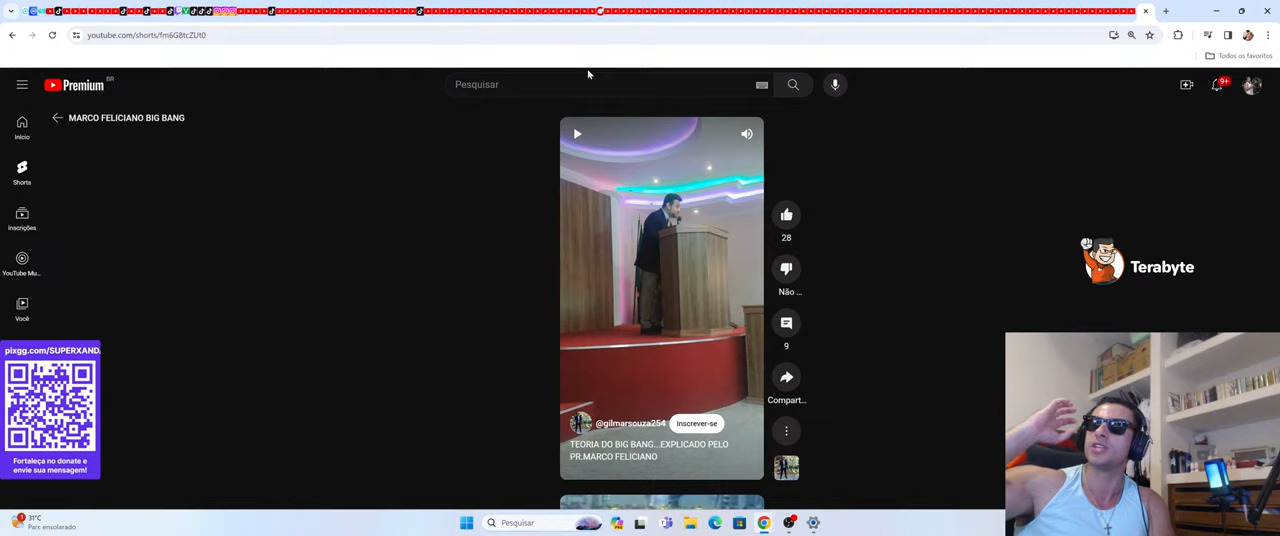 youtube.com/shorts/fm6G8tcZUt0
Todos os favoritos
Premium BR
Pesquisar
9+
MARCO FELICIANO BIG BANG
Início
Shorts
Inscrições
YouTube Mu...
Você
28
Não ...
9
Compart...
@gilmarsouza254 Inscrever-se
TEORIA DO BIG BANG...EXPLICADO PELO
PR.MARCO FELICIANO
Terabyte
pixgg.com/SUPERXAND
Fortaleça no donate e
envie sua mensagem!
1
31°C
Parc ensolarado
Pesquisar